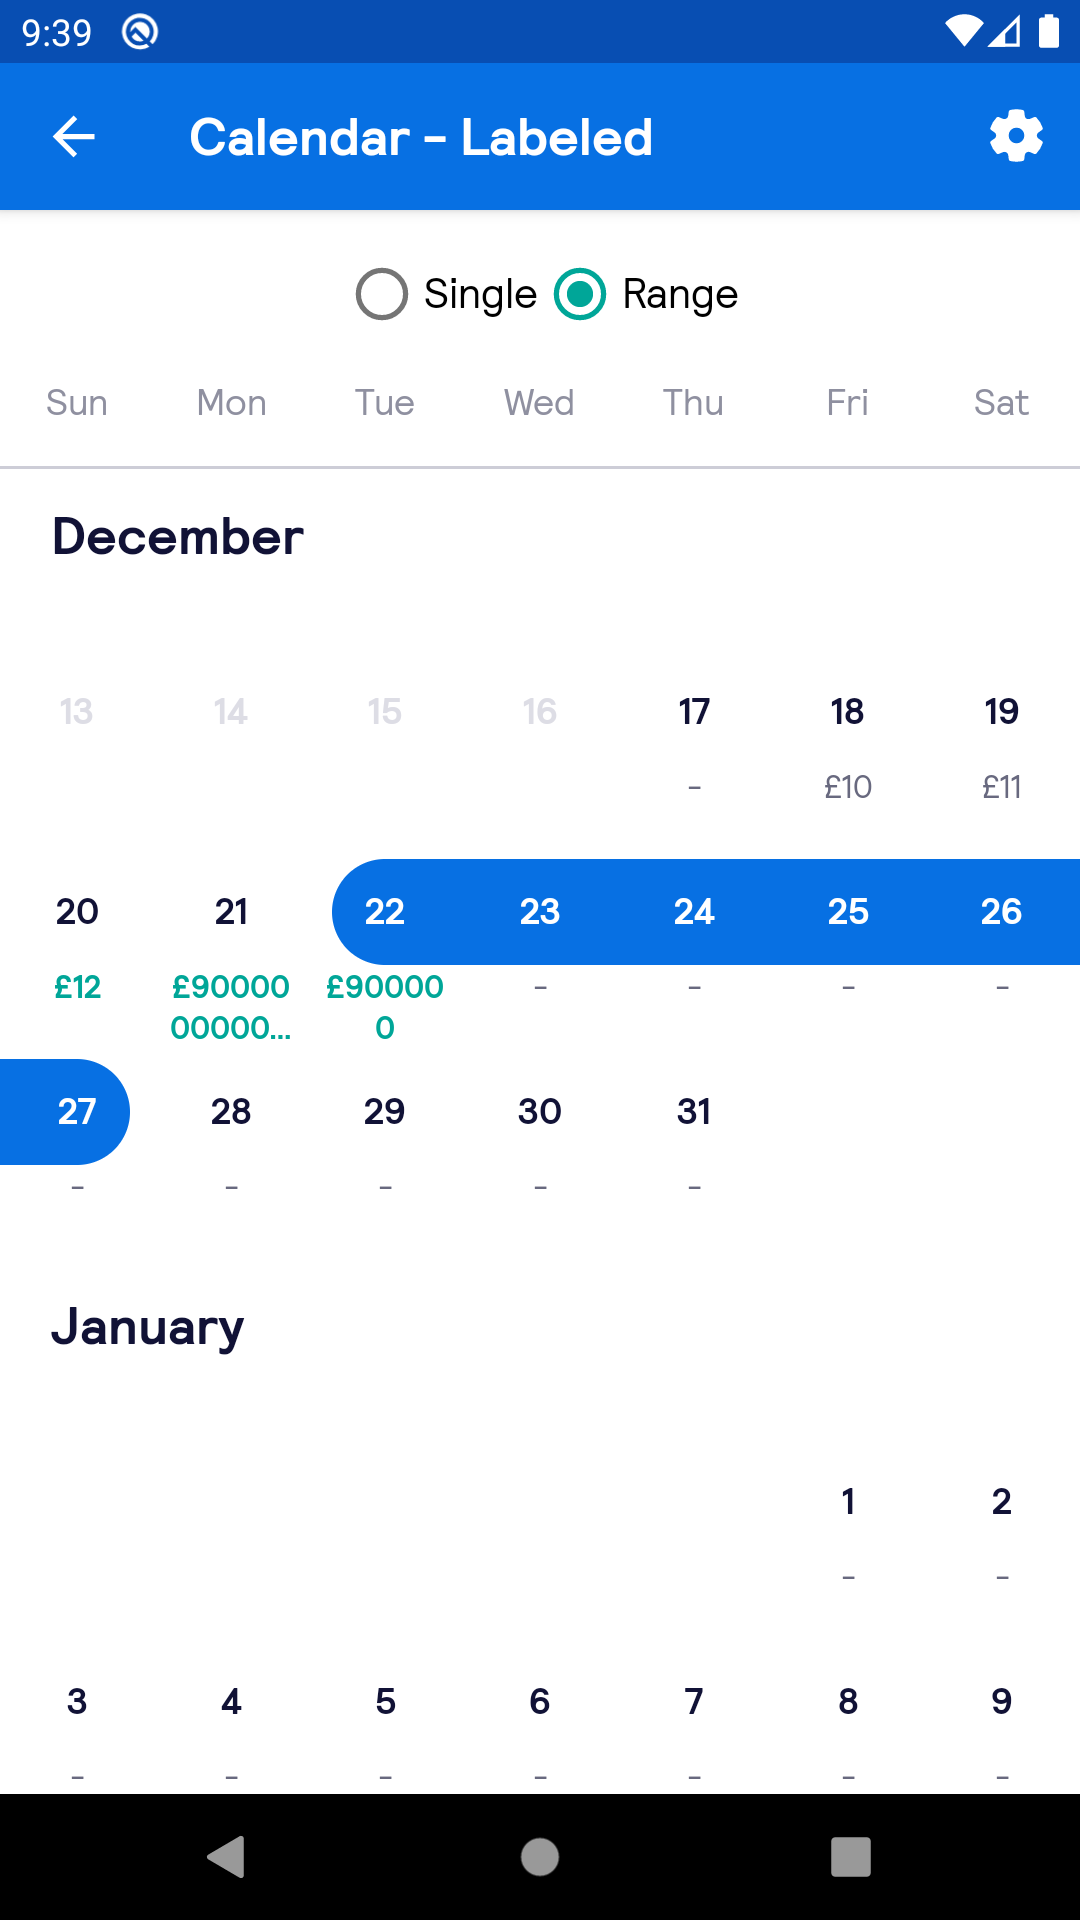 9:39
Calendar - Labeled
Single Range
Sun Mon Tue Wed Thu Fri Sat
December
13 14 15 16 17 18 19
- £10 £11
20 21 22 23 24 25 26
£12 £90000 £90000 - - - -
00000... 0
27 28 29 30 31
- - - - -
January
1 2
- -
3 4 5 6 7 8 9
- - - - - - -